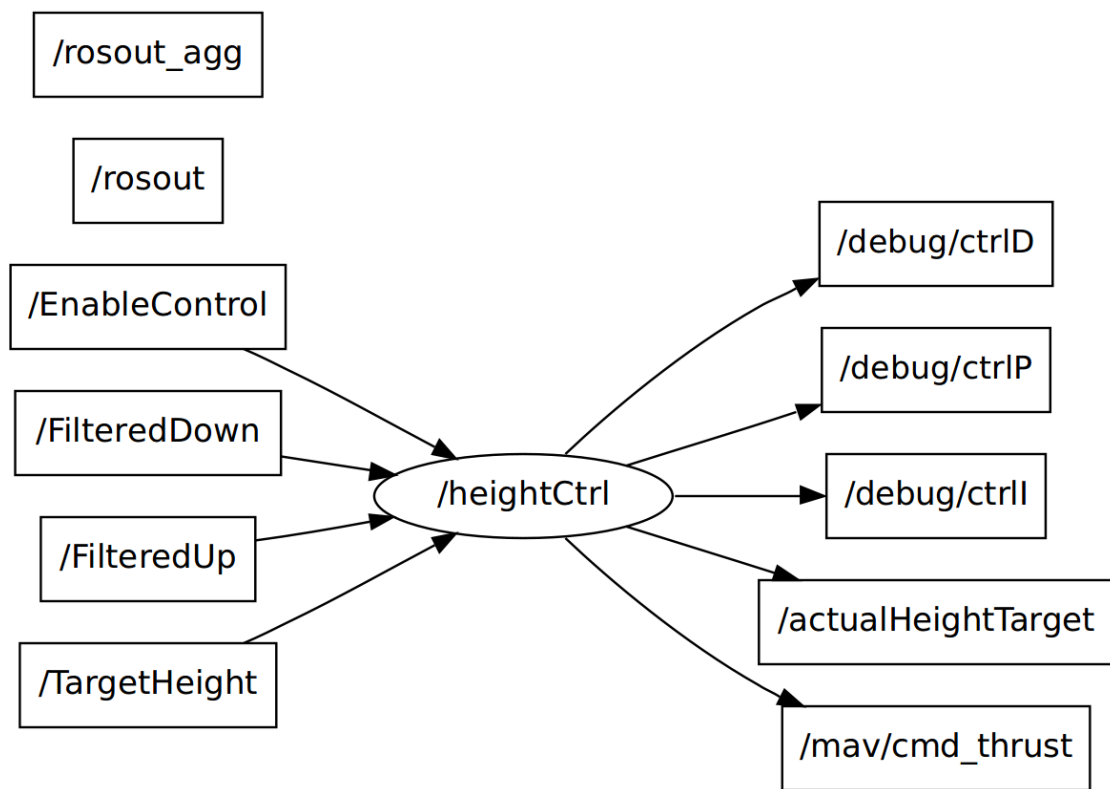 /rosout_agg
/rosout
/EnableControl
/FilteredDown
/FilteredUp
/TargetHeight
/heightCtrl
/debug/ctrlD
/debug/ctrlP
/debug/ctrlI
/actualHeightTarget
/mav/cmd_thrust